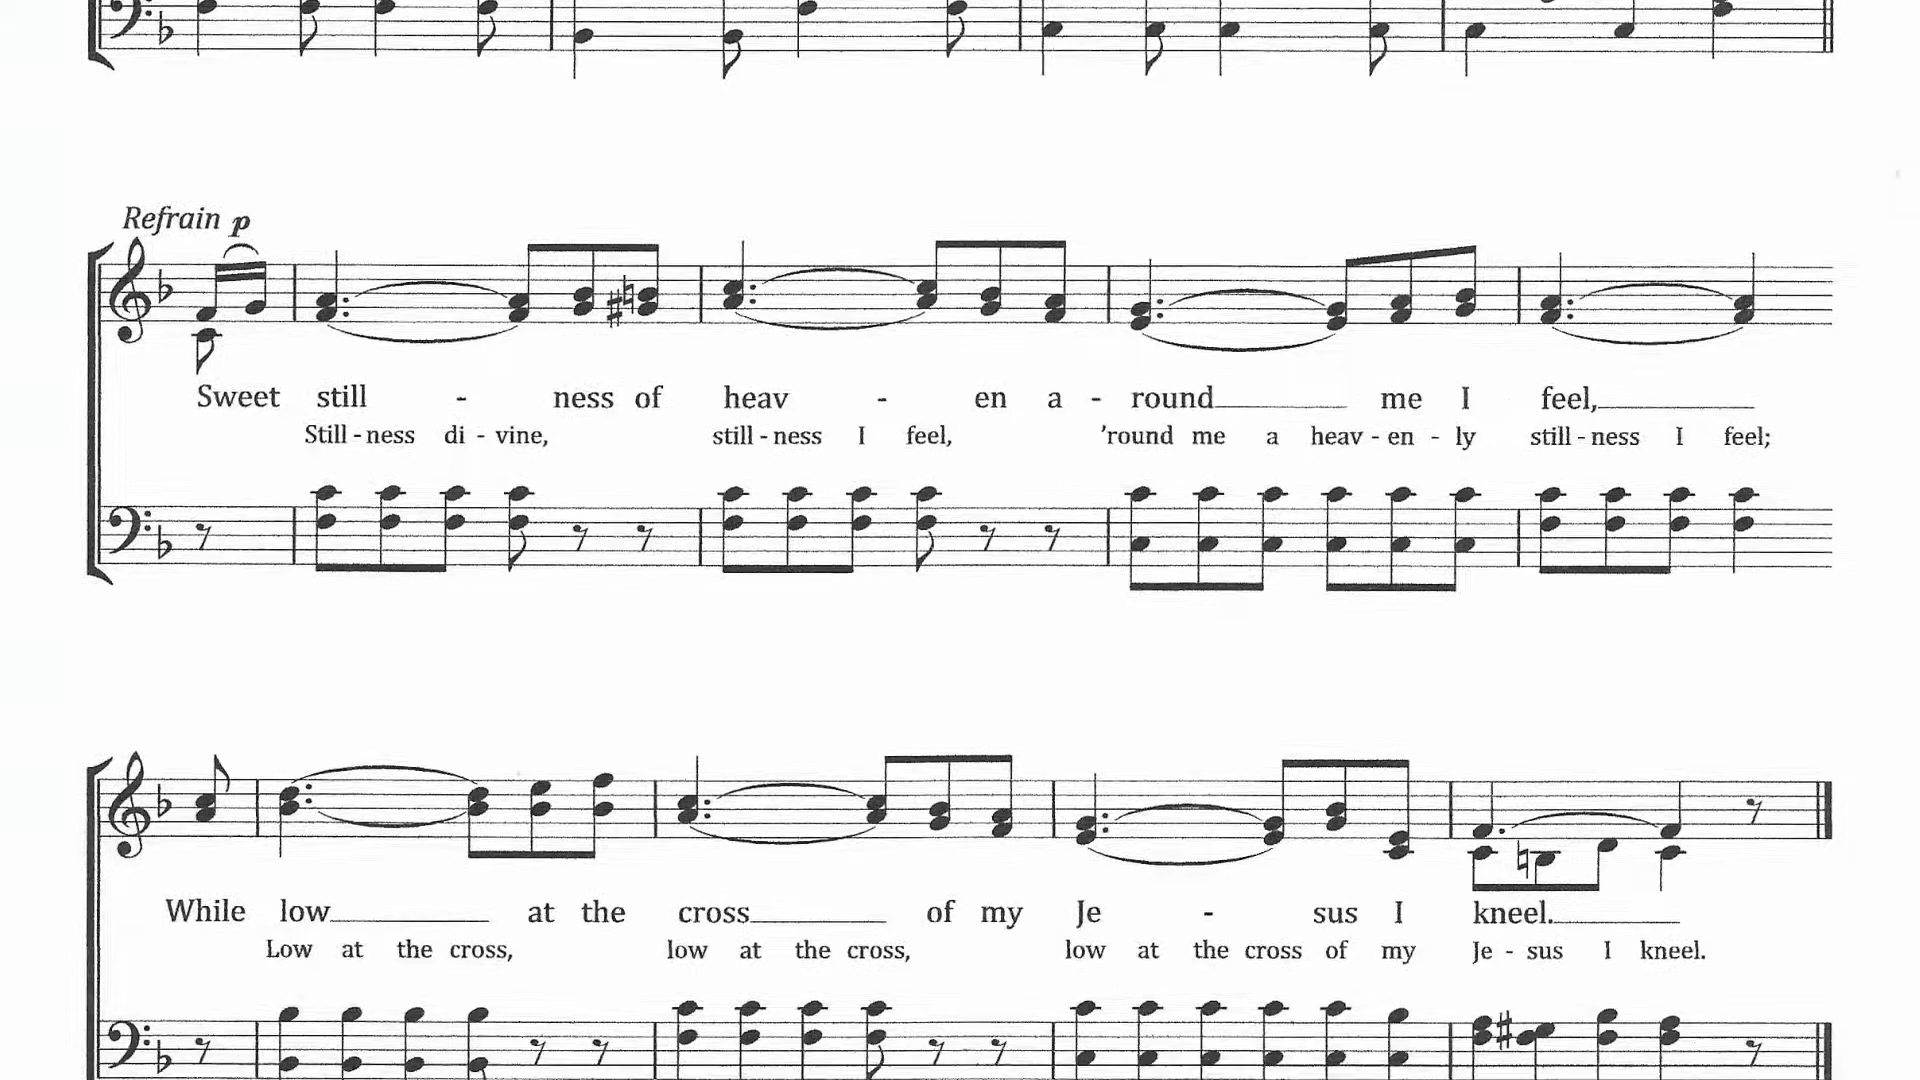 Refrain p
Sweet still - ness of heav - en a - round me I feel,
Still - ness di - vine, still - ness I feel, ’round me a heav - en - ly still - ness I feel;
While low at the cross of my Je - sus I kneel.
Low at the cross, low at the cross, low at the cross of my Je - sus I kneel.